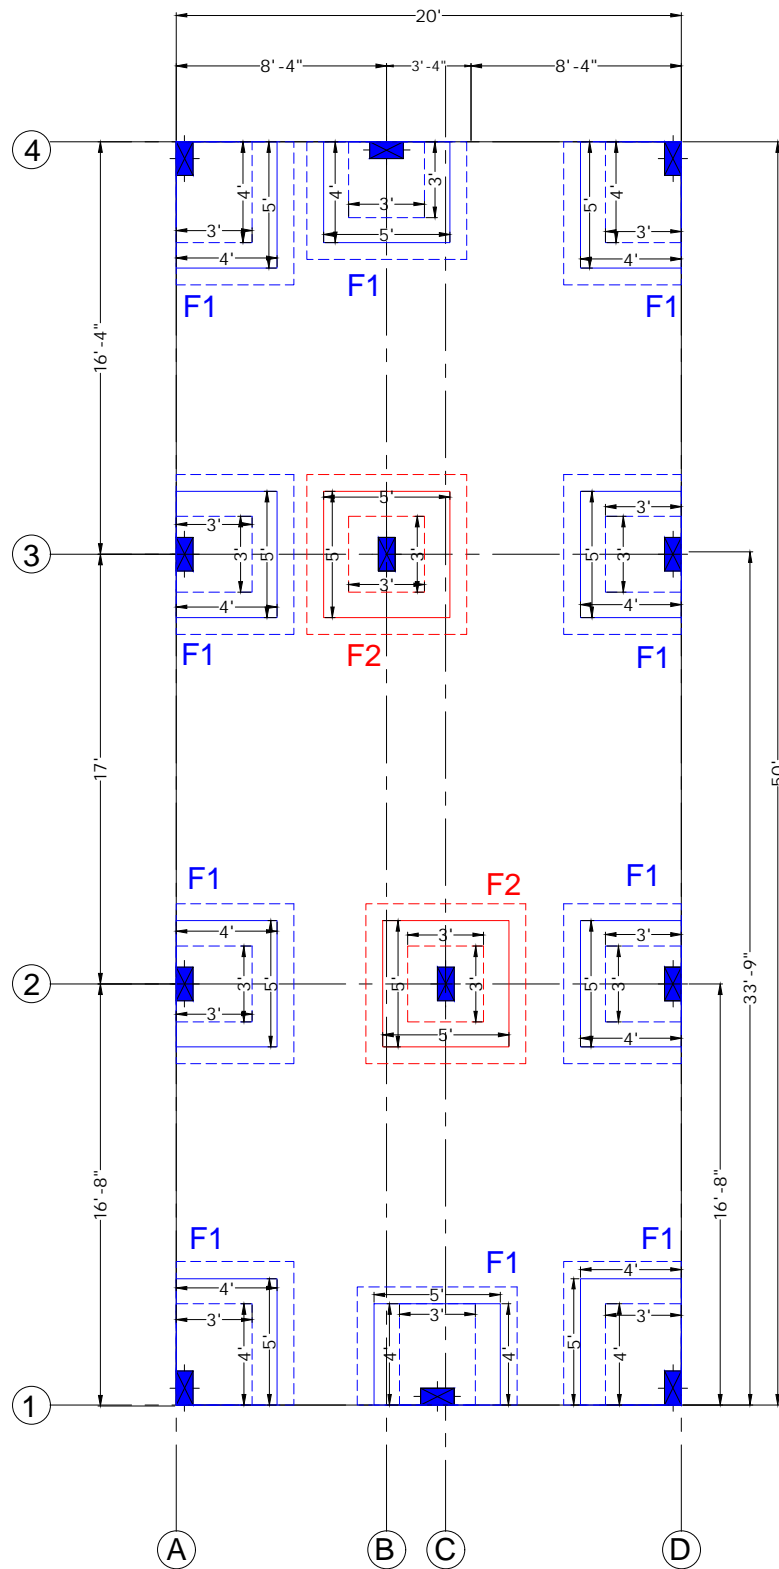 20'
8'-4" 3'-4" 8'-4"
4
4' 5' 4' 3' 5' 4'
3' 3' 3'
4' 5' 4'
F1 F1 F1
16'-4"
5'
3' 5' 3' 5' 3'
3
3' 3' 5' 3'
4' 3' 4'
F1 F2 F1
17'
50'
F1 F2 F1
4' 3' 3'
33'-9"
2
3' 5' 5' 3' 5' 3'
3'
5' 4'
16'-8" 16'-8"
F1 F1 F1
4' 5' 4'
3' 3' 3'
4' 5' 4' 4' 5' 4'
1
A B C D